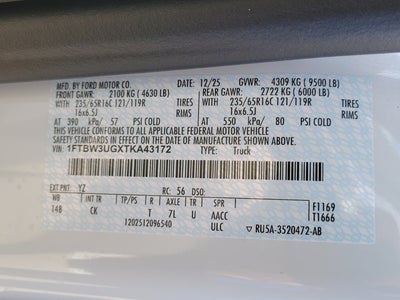 MFD. BY FORD MOTOR CO. 12/25 GVWR: 4309 KG ( 9500 LB)
FRONT GAWR: 2100 KG ( 4630 LB) REAR GAWR: 2722 KG ( 6000 LB)
235/65R16C 121/119R TIRES 235/65R16C 121/119R TIRES
16x6.5J RIMS 16x6.5J RIMS
AT 390 kPa/ 57 PSI COLD AT 550 kPa/ 80 PSI COLD
THIS VEHICLE CONFORMS TO ALL APPLICABLE FEDERAL MOTOR VEHICLE
SAFETY STANDARDS IN EFFECT ON THE DATE OF MANUFACTURE SHOWN ABOVE.
VIN: 1FTBW3UGXTKA43172 TYPE: Truck
EXT PNT: YZ RC: 56 DSO:
WB INT TR TP/PS R AXLE TR SPR F1169
148 CK T 7L U AACC T1666
1202512096540 ULC RU5A-3520472-AB